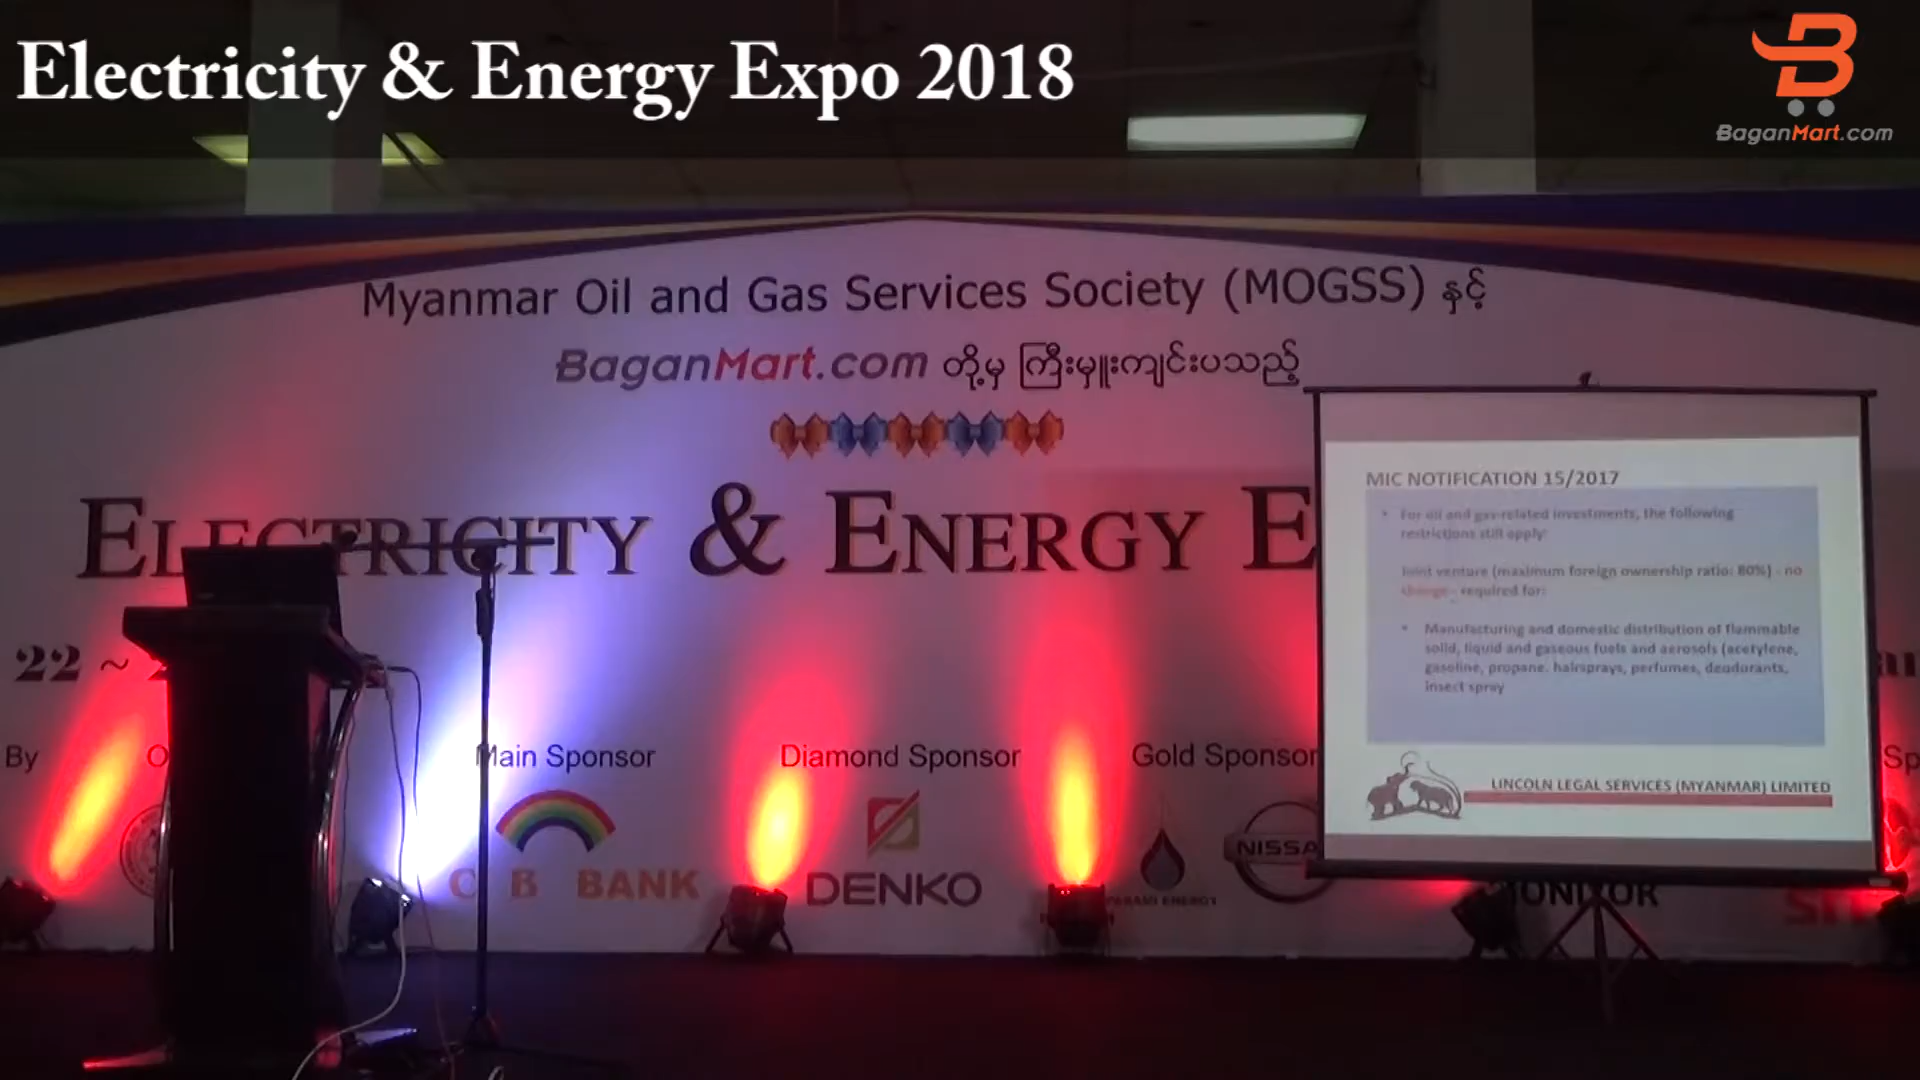 Electricity & Energy Expo 2018
BaganMart.com
Myanmar Oil and Gas Services Society (MOGSS) နှင့်
BaganMart.com တို့မှ ကြီးမှူးကျင်းပသည့်
ELECTRICITY & ENERGY E
22 ~
MIC NOTIFICATION 15/2017
• For oil and gas-related investments, the following
restrictions still apply:
Joint venture (maximum foreign ownership ratio: 80%) - no
change - required for:
• Manufacturing and domestic distribution of flammable
solid, liquid and gaseous fuels and aerosols (acetylene,
gasoline, propane, hairsprays, perfumes, deodorants,
insect spray
LINCOLN LEGAL SERVICES (MYANMAR) LIMITED
By
Main Sponsor
Diamond Sponsor
Gold Sponsor
C B BANK
DENKO
ENERGY
NISSA